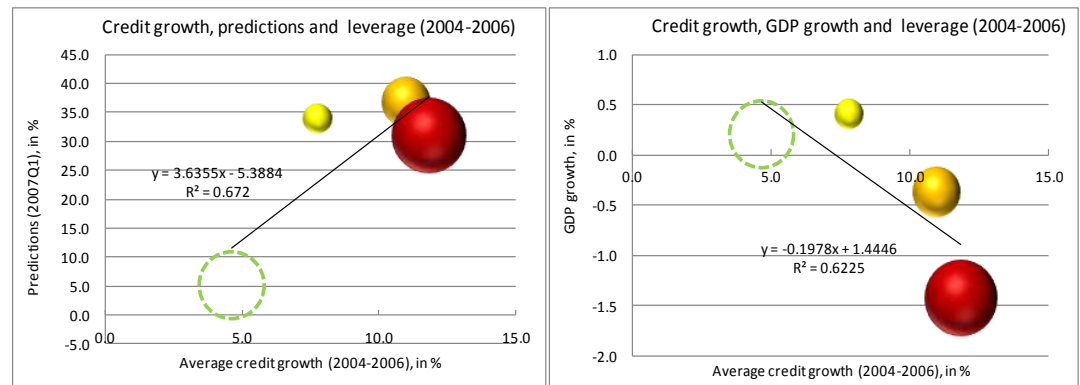 Credit growth, predictions and leverage (2004-2006)
45.0
40.0
35.0
30.0
25.0
20.0
15.0
10.0
5.0
0.0
-5.0
Predictions (2007Q1), in %
y = 3.6355x - 5.3884
R² = 0.672
0.0
5.0
10.0
15.0
Average credit growth (2004-2006), in %
Credit growth, GDP growth and leverage (2004-2006)
1.0
0.5
0.0
-0.5
-1.0
-1.5
-2.0
GDP growth, in %
0.0
5.0
10.0
15.0
y = -0.1978x + 1.4446
R² = 0.6225
Average credit growth (2004-2006), in %